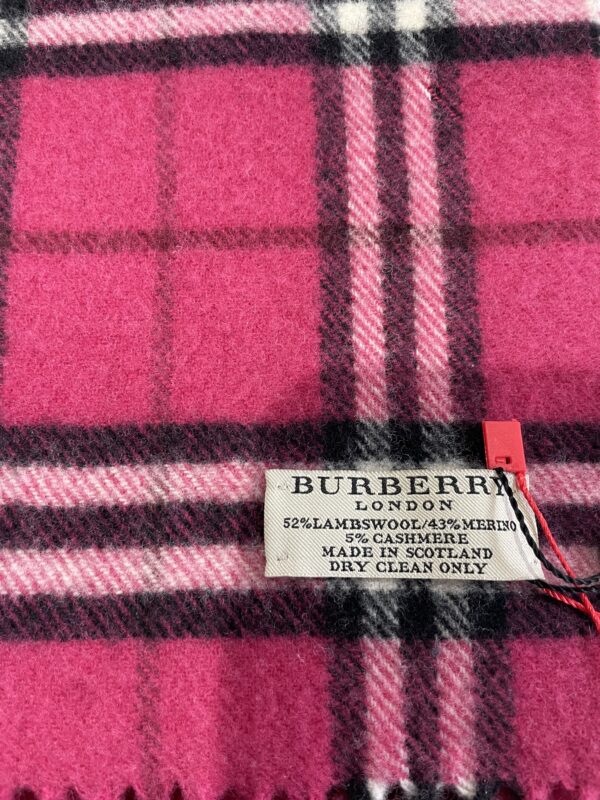 BURBERRY
LONDON
52%LAMBSWOOL/43%MERINO
5% CASHMERE
MADE IN SCOTLAND
DRY CLEAN ONLY